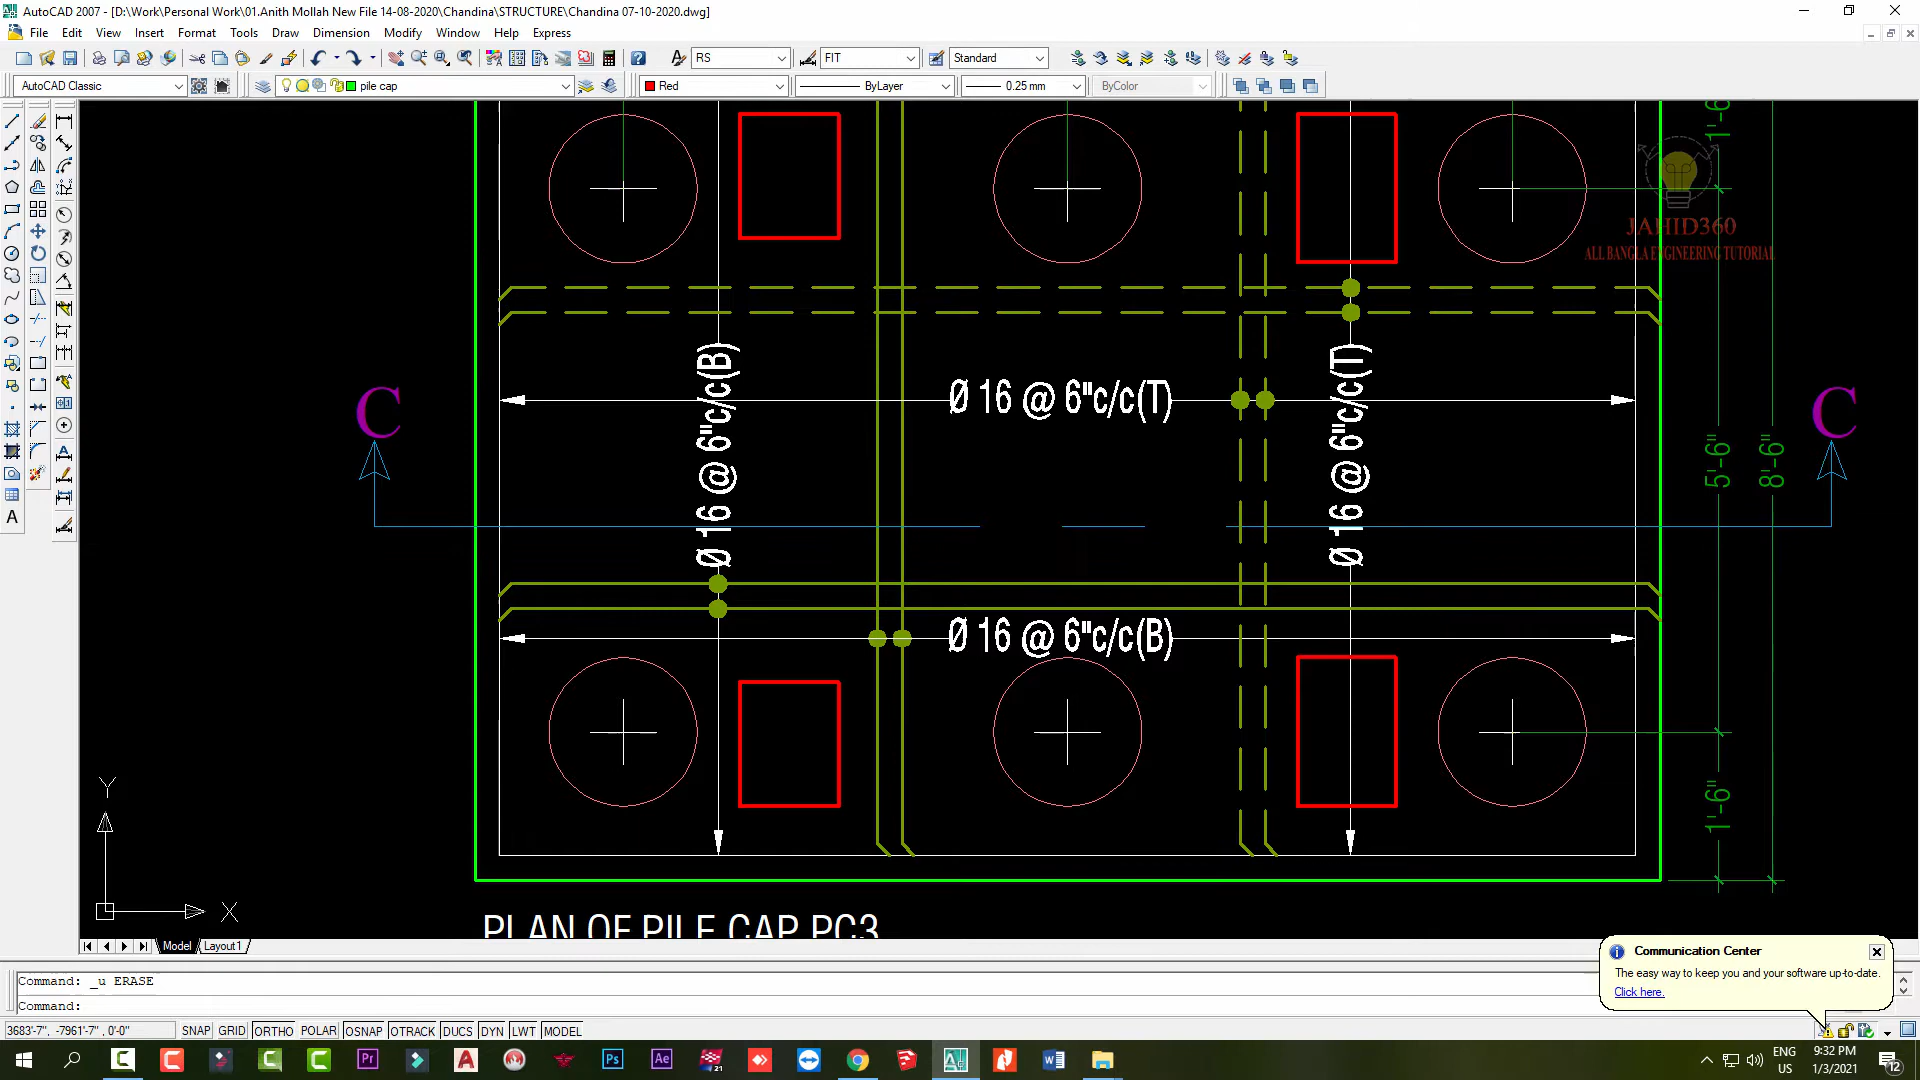 AutoCAD 2007 - [D:\Work\Personal Work\01.Anith Mollah New File 14-08-2020\Chandina\STRUCTURE\Chandina 07-10-2020.dwg]
File Edit View Insert Format Tools Draw Dimension Modify Window Help Express
RS FIT Standard
AutoCAD Classic pile cap Red ByLayer 0.25 mm ByColor
JAHID360
ALL BANGLA ENGINEERING TUTORIAL
Ø 16 @ 6"c/c(B)
Ø 16 @ 6"c/c(T)
Ø 16 @ 6"c/c(T)
C
C
5'-6"
8'-6"
Ø 16 @ 6"c/c(B)
1'-6"
Y
X
PLAN OF PILE CAP PC3
A
Model Layout1
Command: _u ERASE
Command:
Communication Center
The easy way to keep you and your software up-to-date.
Click here.
3683'-7", -7961'-7" , 0'-0" SNAP GRID ORTHO POLAR OSNAP OTRACK DUCS DYN LWT MODEL
ENG
US
9:32 PM
1/3/2021
12